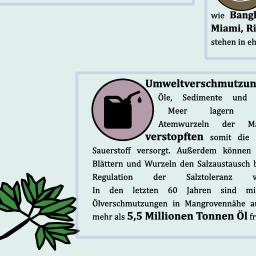 wie Bangk
Miami, Ri
stehen in eh
Umweltverschmutzun
Öle, Sedimente und
Meer lagern
Atemwurzeln der Ma
verstopften somit die
Sauerstoff versorgt. Außerdem können
Blättern und Wurzeln den Salzaustausch b
Regulation der Salztoleranz v
In den letzten 60 Jahren sind mi
Ölverschmutzungen in Mangrovennähe au
mehr als 5,5 Millionen Tonnen Öl fr